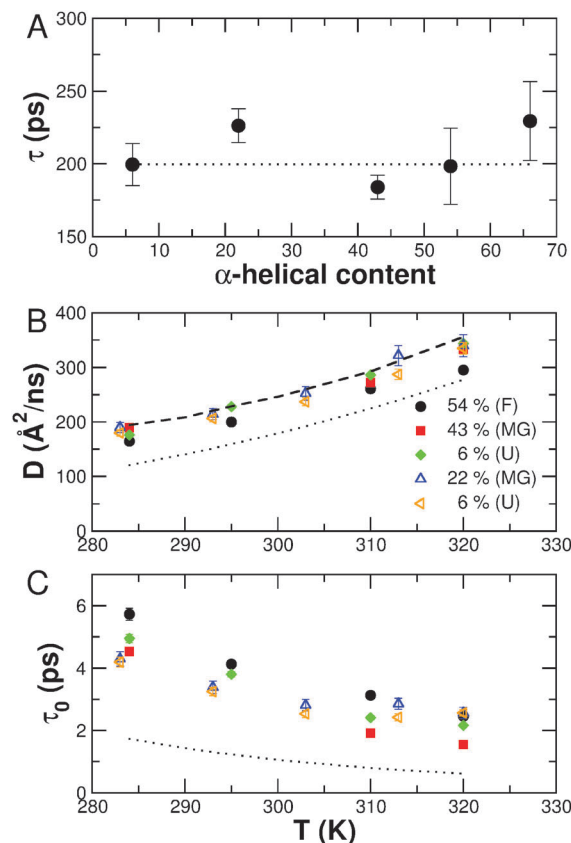 A
τ (ps)
250
225
200
175
150
0 10 20 30 40 50 60 70
α-helical content
B
D (Å²/ns)
400
300
200
100
0
54 % (F)
43 % (MG)
6 % (U)
22 % (MG)
6 % (U)
280 290 300 310 320 330
C
τ₀ (ps)
6
4
2
0
280 290 300 310 320 330
T (K)